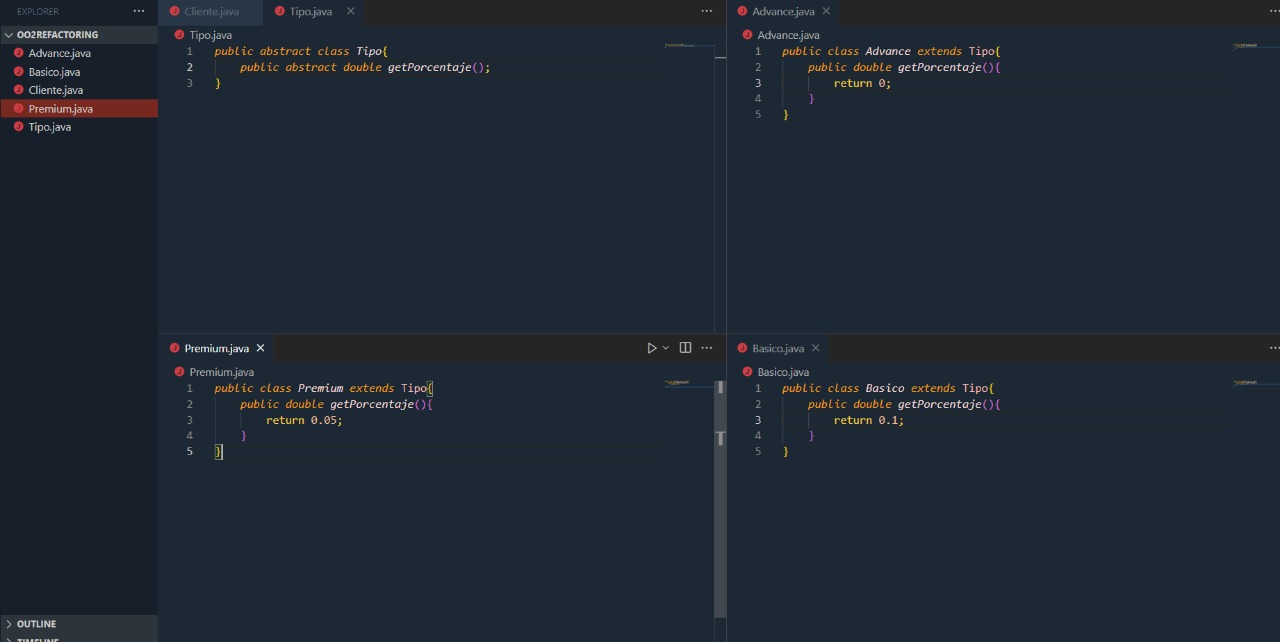 EXPLORER
OO2REFACTORING
Advance.java
Basico.java
Cliente.java
Premium.java
Tipo.java
OUTLINE
TIMELINE
Cliente.java Tipo.java
Tipo.java
1 public abstract class Tipo{
2 public abstract double getPorcentaje();
3 }
Advance.java
Advance.java
1 public class Advance extends Tipo{
2 public double getPorcentaje(){
3 return 0;
4 }
5 }
Premium.java
Premium.java
1 public class Premium extends Tipo{
2 public double getPorcentaje(){
3 return 0.05;
4 }
5 }
Basico.java
Basico.java
1 public class Basico extends Tipo{
2 public double getPorcentaje(){
3 return 0.1;
4 }
5 }